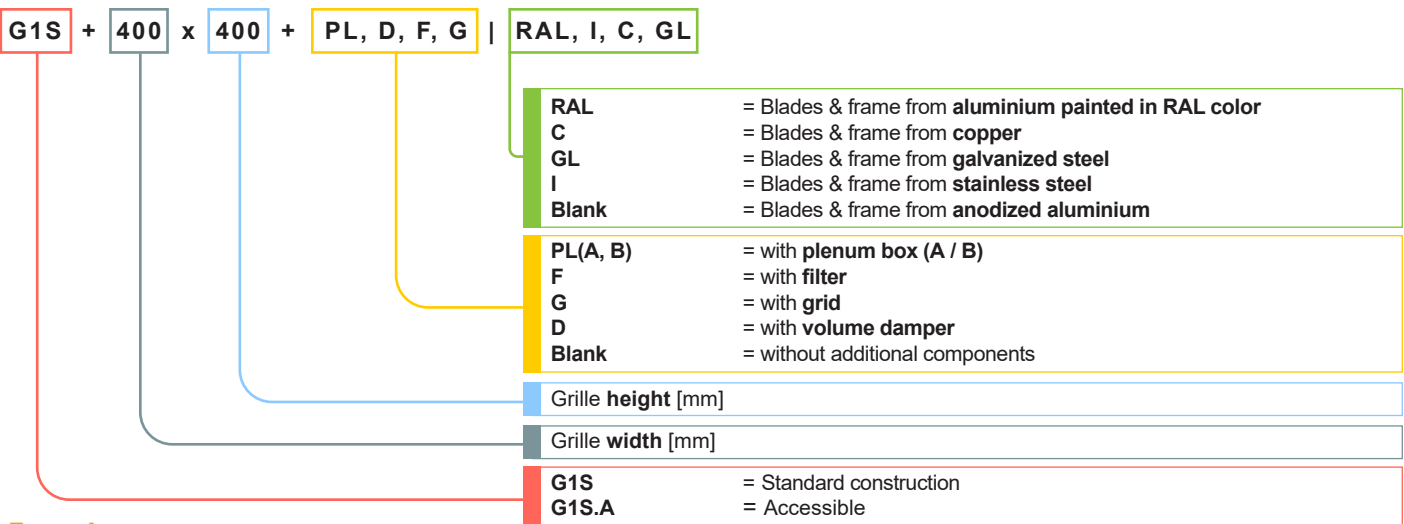 G1S + 400 x 400 + PL, D, F, G | RAL, I, C, GL
RAL = Blades & frame from aluminium painted in RAL color
C = Blades & frame from copper
GL = Blades & frame from galvanized steel
I = Blades & frame from stainless steel
Blank = Blades & frame from anodized aluminium
PL(A, B) = with plenum box (A / B)
F = with filter
G = with grid
D = with volume damper
Blank = without additional components
Grille height [mm]
Grille width [mm]
G1S = Standard construction
G1S.A = Accessible